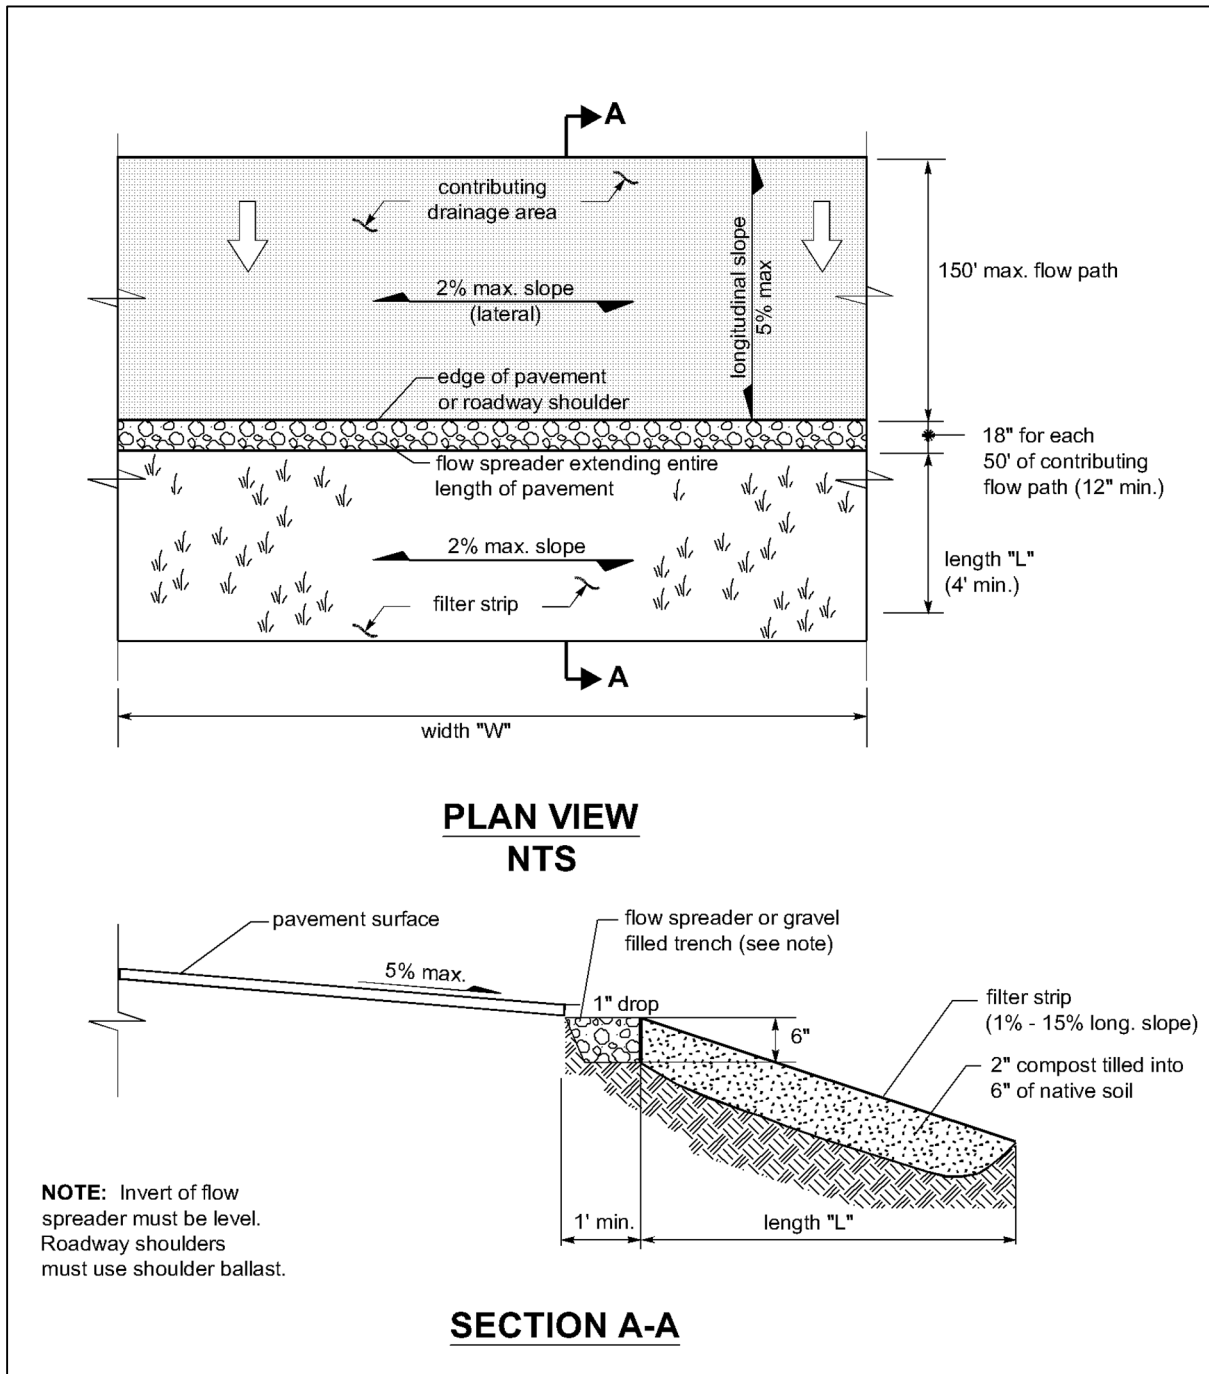 A
contributing
drainage area
longitudinal slope
5% max
150' max. flow path
2% max. slope
(lateral)
edge of pavement
or roadway shoulder
18" for each
50' of contributing
flow path (12" min.)
flow spreader extending entire
length of pavement
2% max. slope
length "L"
(4' min.)
filter strip
A
width "W"
PLAN VIEW
NTS
pavement surface
flow spreader or gravel
filled trench (see note)
5% max.
1" drop
6"
filter strip
(1% - 15% long. slope)
2" compost tilled into
6" of native soil
NOTE: Invert of flow
spreader must be level.
Roadway shoulders
must use shoulder ballast.
1' min.
length "L"
SECTION A-A